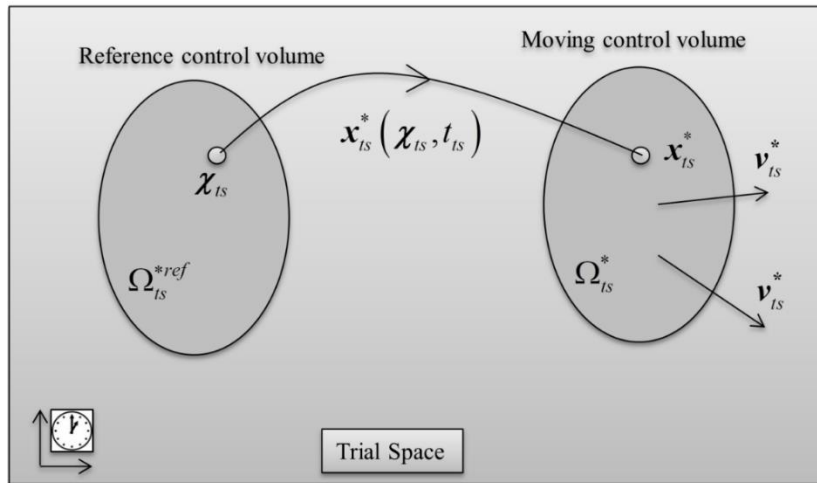 Reference control volume
Moving control volume
x*ts (χts, tts)
χts
x*ts
v*ts
Ω*refts
Ω*ts
v*ts
Trial Space